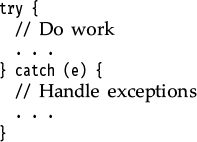 try {
// Do work
. . .
} catch (e) {
// Handle exceptions
. . .
}